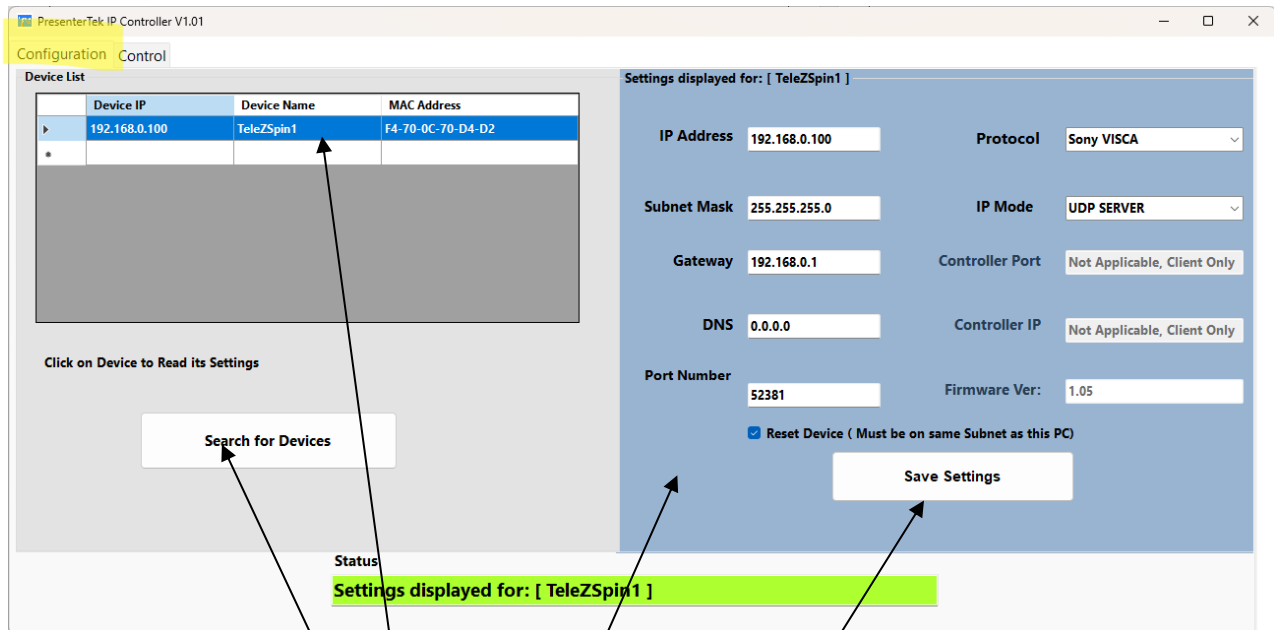 PresenterTek IP Controller V1.01
Configuration Control
Device List
Device IP Device Name MAC Address
192.168.0.100 TeleZSpin1 F4-70-0C-70-D4-D2
Click on Device to Read its Settings
Search for Devices
Settings displayed for: [ TeleZSpin1 ]
IP Address 192.168.0.100 Protocol Sony VISCA
Subnet Mask 255.255.255.0 IP Mode UDP SERVER
Gateway 192.168.0.1 Controller Port Not Applicable, Client Only
DNS 0.0.0.0 Controller IP Not Applicable, Client Only
Port Number 52381 Firmware Ver: 1.05
Reset Device ( Must be on same Subnet as this PC)
Save Settings
Status
Settings displayed for: [ TeleZSpin1 ]